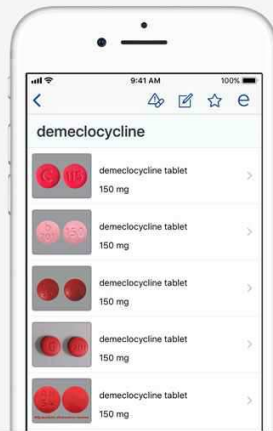 9:41 AM
100%
e
demeclocycline
demeclocycline tablet
150 mg
demeclocycline tablet
150 mg
demeclocycline tablet
150 mg
demeclocycline tablet
150 mg
demeclocycline tablet
150 mg